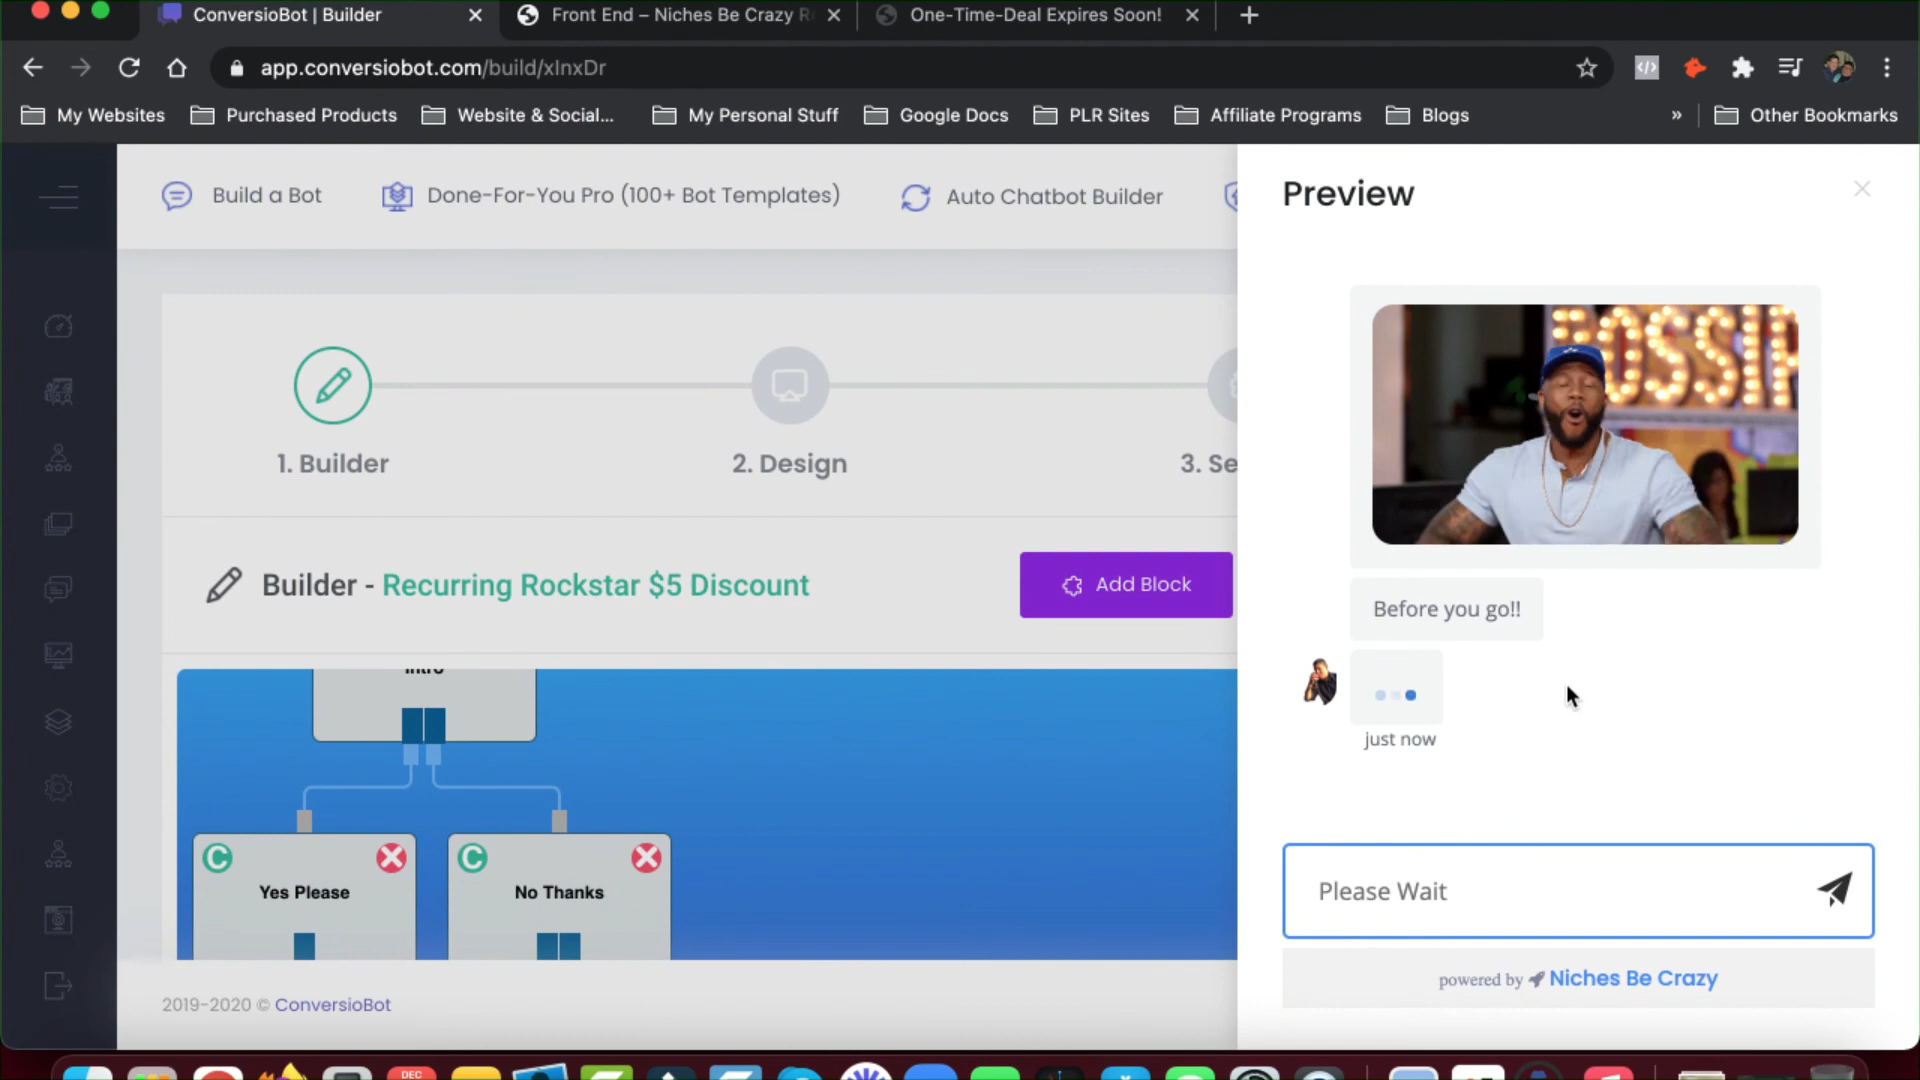 ConversioBot | Builder
Front End – Niches Be Crazy R
One-Time-Deal Expires Soon!
app.conversiobot.com/build/xInxDr
My Websites
Purchased Products
Website & Social...
My Personal Stuff
Google Docs
PLR Sites
Affiliate Programs
Blogs
»
Other Bookmarks
Build a Bot
Done-For-You Pro (100+ Bot Templates)
Auto Chatbot Builder
Preview
1. Builder
2. Design
3. Se
Builder - Recurring Rockstar $5 Discount
Add Block
OSSIP
Before you go!!
just now
Intro
C
Yes Please
C
No Thanks
Please Wait
powered by Niches Be Crazy
2019-2020 © ConversioBot
DEC